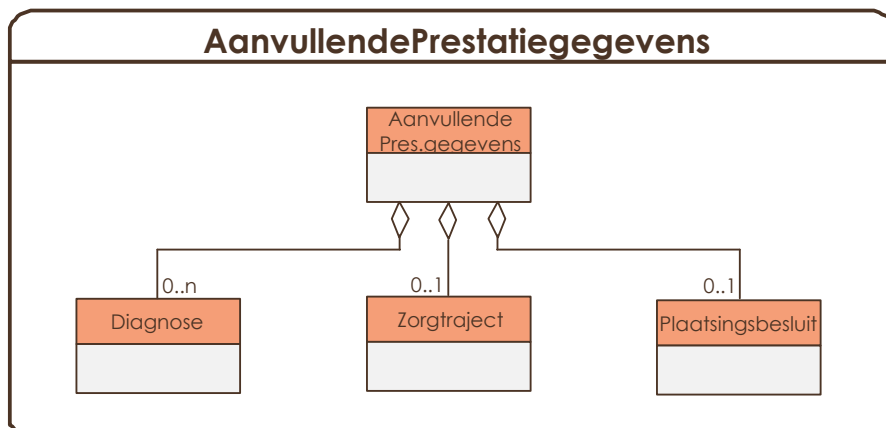 AanvullendePrestatiegegevens
Aanvullende
Pres.gegevens
0..n
0..1
0..1
Diagnose
Zorgtraject
Plaatsingsbesluit